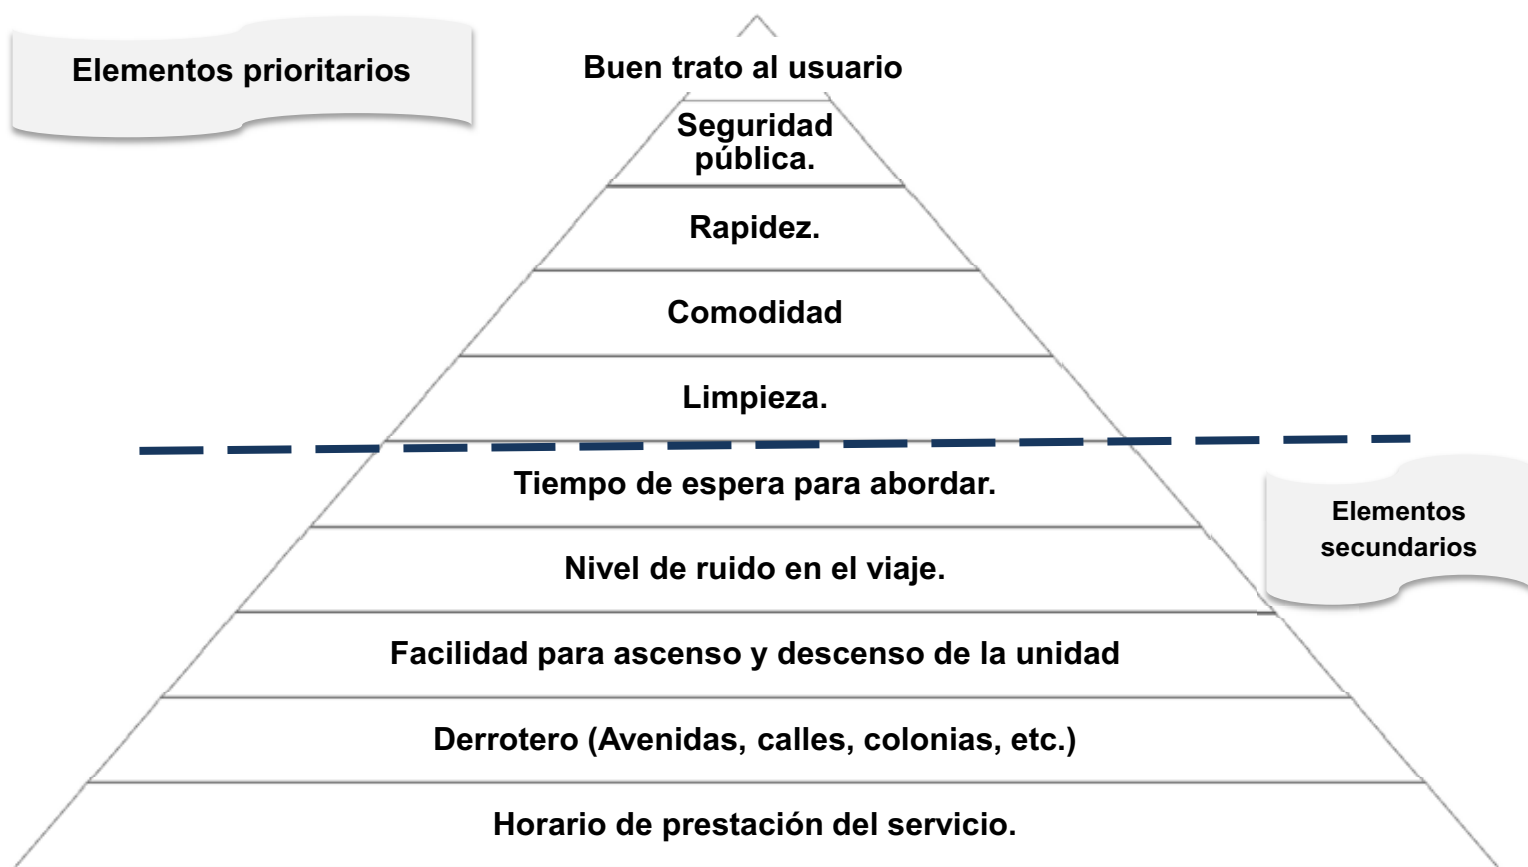 Elementos prioritarios
Buen trato al usuario
Seguridad
pública.
Rapidez.
Comodidad
Limpieza.
Tiempo de espera para abordar.
Elementos
secundarios
Nivel de ruido en el viaje.
Facilidad para ascenso y descenso de la unidad
Derrotero (Avenidas, calles, colonias, etc.)
Horario de prestación del servicio.